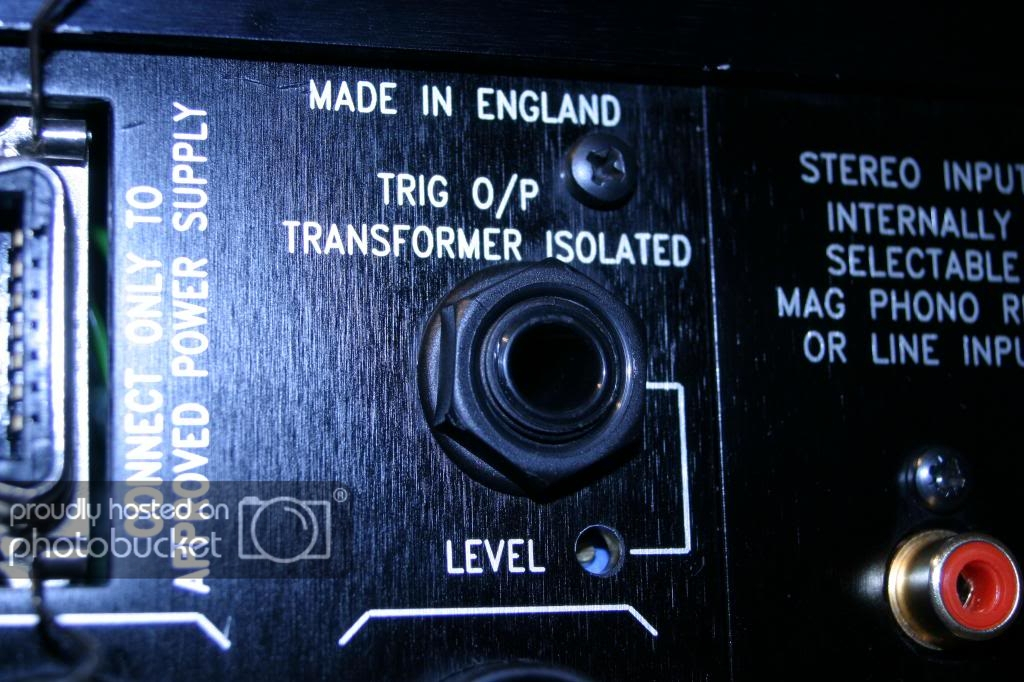 MADE IN ENGLAND
TRIG O/P
TRANSFORMER ISOLATED
LEVEL
CONNECT ONLY TO
APPROVED POWER SUPPLY
STEREO INPUT
INTERNALLY
SELECTABLE
MAG PHONO
OR LINE INPU
proudly hosted on
photobucket
®